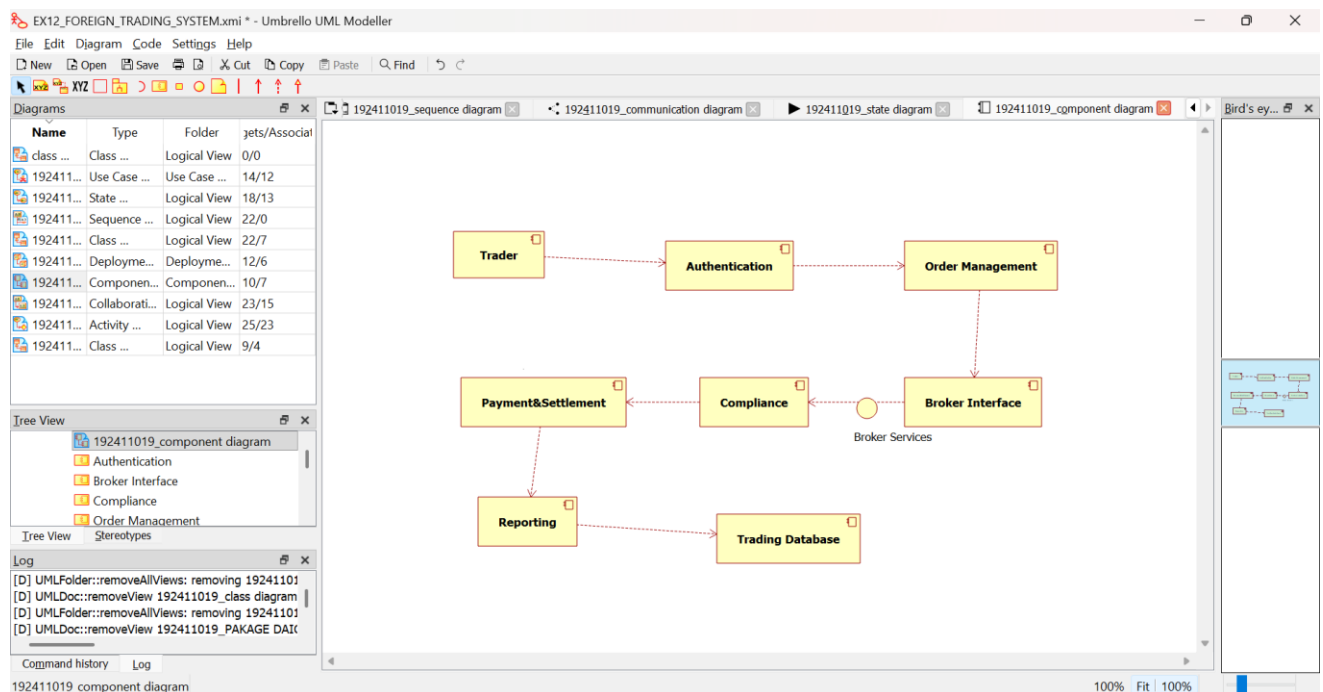 EX12_FOREIGN_TRADING_SYSTEM.xmi * - Umbrello UML Modeller
File Edit Diagram Code Settings Help
New Open Save Cut Copy Paste Find
XYZ
Diagrams
Name Type Folder gets/Associat
class ... Class ... Logical View 0/0
192411... Use Case ... Use Case ... 14/12
192411... State ... Logical View 18/13
192411... Sequence ... Logical View 22/0
192411... Class ... Logical View 22/7
192411... Deployme... Deployme... 12/6
192411... Componen... Componen... 10/7
192411... Collaborati... Logical View 23/15
192411... Activity ... Logical View 25/23
192411... Class ... Logical View 9/4
Tree View
192411019_component diagram
Authentication
Broker Interface
Compliance
Order Management
Tree View Stereotypes
Log
[D] UMLFolder::removeAllViews: removing 19241101
[D] UMLDoc::removeView 192411019_class diagram
[D] UMLFolder::removeAllViews: removing 19241101
[D] UMLDoc::removeView 192411019_PAKAGE DAI
Command history Log
192411019_component diagram
192411019_sequence diagram 192411019_communication diagram 192411019_state diagram 192411019_component diagram
Trader
Authentication
Order Management
Payment&Settlement
Compliance
Broker Interface
Broker Services
Reporting
Trading Database
Bird's ey...
100% Fit 100%